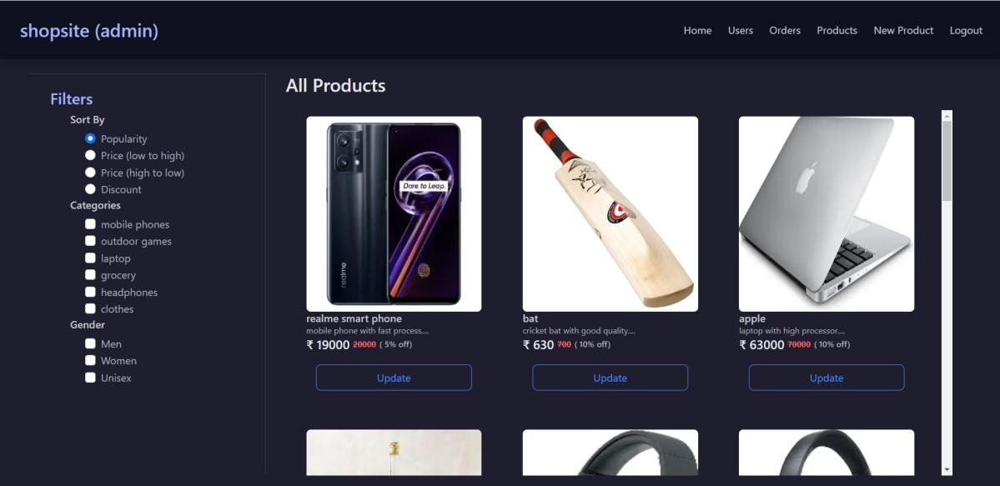 shopsite (admin)
Home Users Orders Products New Product Logout
Filters
Sort By
Popularity
Price (low to high)
Price (high to low)
Discount
Categories
mobile phones
outdoor games
laptop
grocery
headphones
clothes
Gender
Men
Women
Unisex
All Products
Dare to Leap.
realme
realme smart phone
mobile phone with fast process....
₹ 19000 20000 ( 5% off)
Update
bat
cricket bat with good quality....
₹ 630 700 ( 10% off)
Update
apple
laptop with high processor....
₹ 63000 70000 ( 10% off)
Update